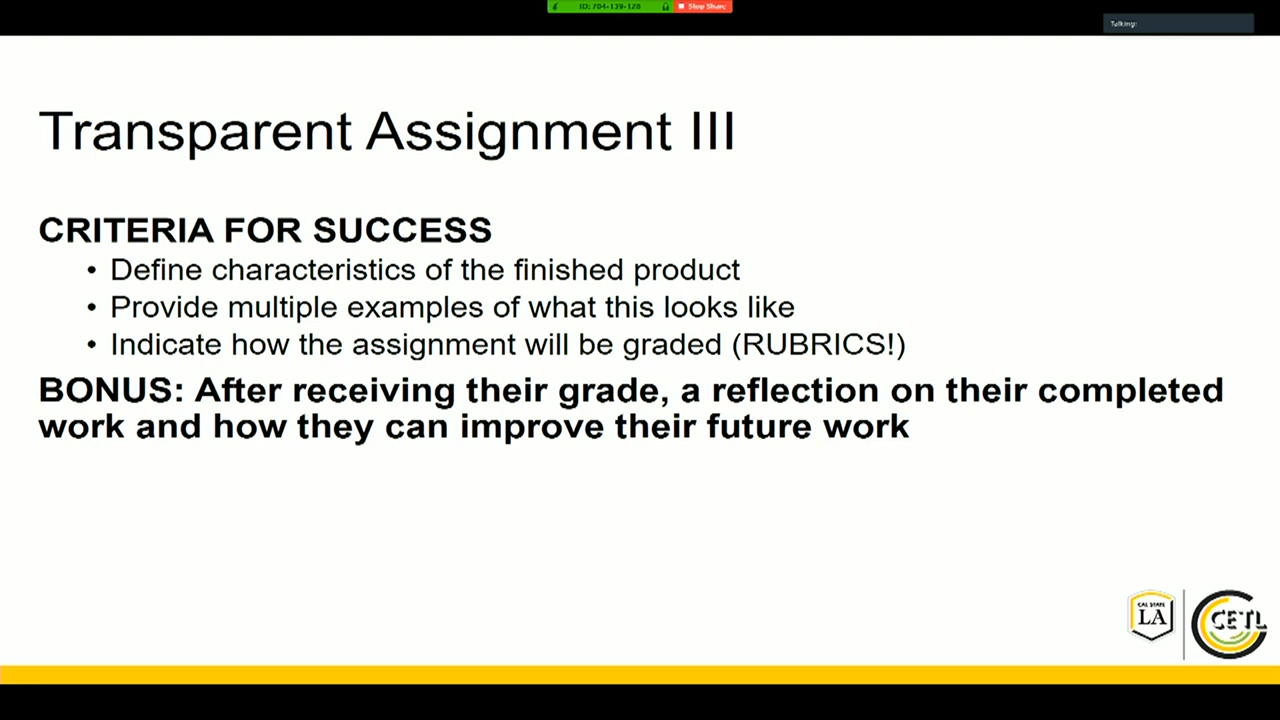 ID: 704-139-128
Stop Share
Talking:
Transparent Assignment III
CRITERIA FOR SUCCESS
• Define characteristics of the finished product
• Provide multiple examples of what this looks like
• Indicate how the assignment will be graded (RUBRICS!)
BONUS: After receiving their grade, a reflection on their completed
work and how they can improve their future work
CAL STATE
LA
CETL